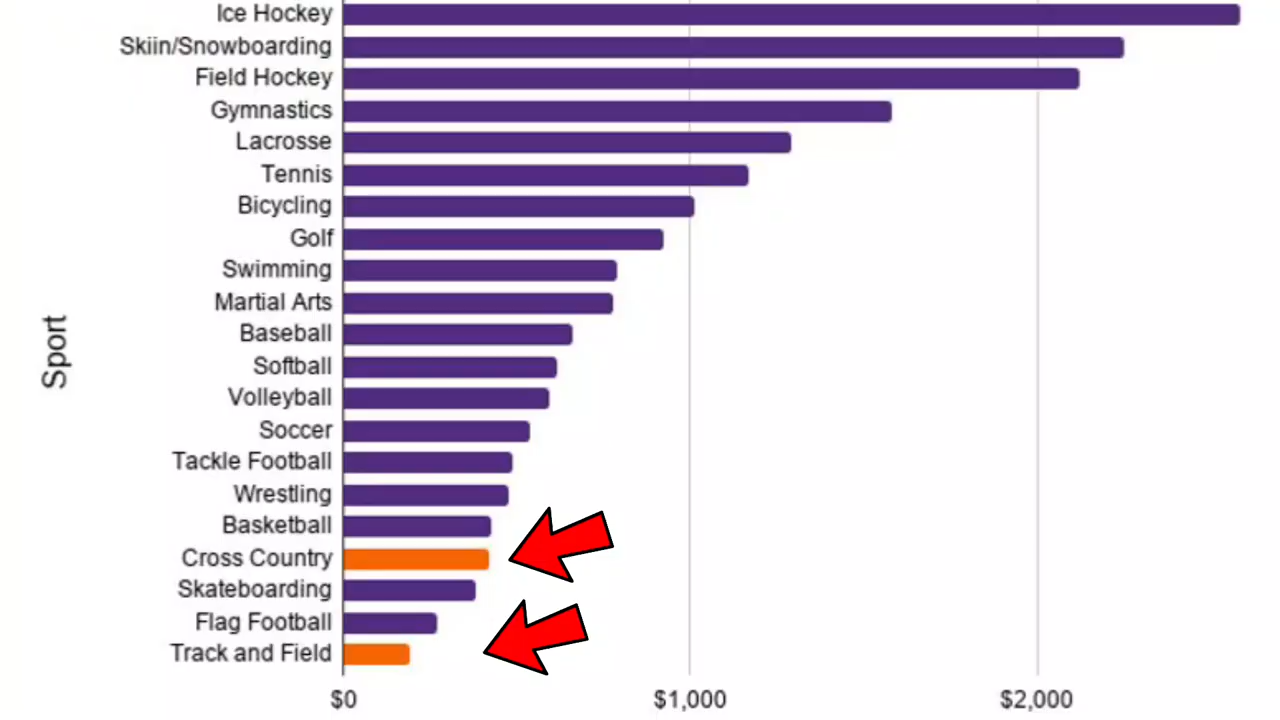 Ice Hockey
Skiin/Snowboarding
Field Hockey
Gymnastics
Lacrosse
Tennis
Bicycling
Golf
Swimming
Martial Arts
Baseball
Softball
Volleyball
Soccer
Tackle Football
Wrestling
Basketball
Cross Country
Skateboarding
Flag Football
Track and Field
Sport
$0 $1,000 $2,000